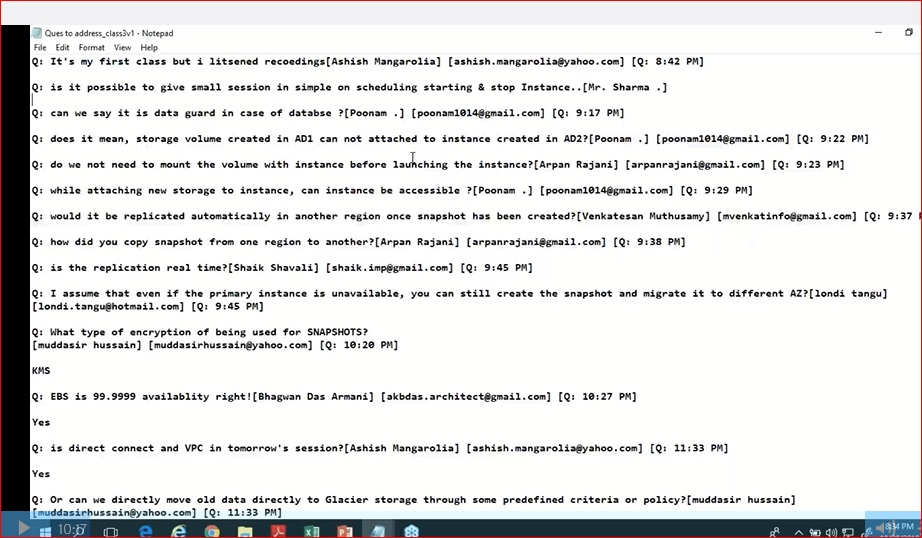 Ques to address_class3v1 - Notepad
File Edit Format View Help
Q: It's my first class but i litsened recoedings[Ashish Mangarolia] [ashish.mangarolia@yahoo.com] [Q: 8:42 PM]
Q: is it possible to give small session in simple on scheduling starting & stop Instance..[Mr. Sharma .]
Q: can we say it is data guard in case of databse ?[Poonam .] [poonam1014@gmail.com] [Q: 9:17 PM]
Q: does it mean, storage volume created in AD1 can not attached to instance created in AD2?[Poonam .] [poonam1014@gmail.com] [Q: 9:22 PM]
Q: do we not need to mount the volume with instance before launching the instance?[Arpan Rajani] [arpanrajani@gmail.com] [Q: 9:23 PM]
Q: while attaching new storage to instance, can instance be accessible ?[Poonam .] [poonam1014@gmail.com] [Q: 9:29 PM]
Q: would it be replicated automatically in another region once snapshot has been created?[Venkatesan Muthusamy] [mvenkatinfo@gmail.com] [Q: 9:37 P
Q: how did you copy snapshot from one region to another?[Arpan Rajani] [arpanrajani@gmail.com] [Q: 9:38 PM]
Q: is the replication real time?[Shaik Shavali] [shaik.imp@gmail.com] [Q: 9:45 PM]
Q: I assume that even if the primary instance is unavailable, you can still create the snapshot and migrate it to different AZ?[londi tangu]
[londi.tangu@hotmail.com] [Q: 9:45 PM]
Q: What type of encryption of being used for SNAPSHOTS?
[muddasir hussain] [muddasirhussain@yahoo.com] [Q: 10:20 PM]
KMS
Q: EBS is 99.9999 availablity right![Bhagwan Das Armani] [akbdas.architect@gmail.com] [Q: 10:27 PM]
Yes
Q: is direct connect and VPC in tomorrow's session?[Ashish Mangarolia] [ashish.mangarolia@yahoo.com] [Q: 11:33 PM]
Yes
Q: Or can we directly move old data directly to Glacier storage through some predefined criteria or policy?[muddasir hussain]
[muddasirhussain@yahoo.com] [Q: 11:33 PM]
8:34 PM